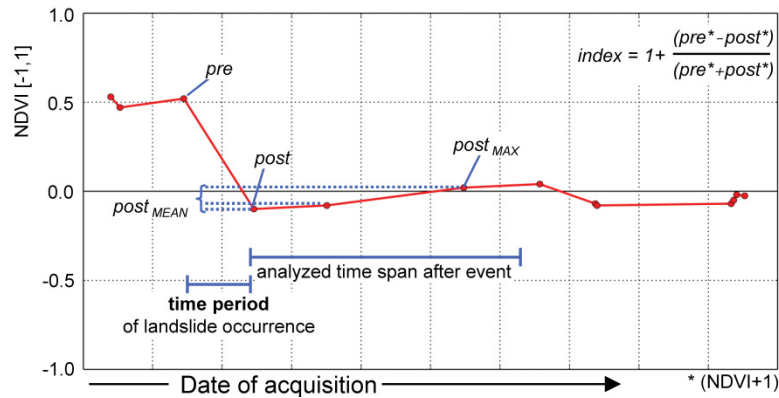 1.0
index = 1+ (pre*-post*)
(pre*+post*)
NDVI [-1,1]
pre
0.5
post
post MAX
0.0
post MEAN
analyzed time span after event
-0.5
time period
of landslide occurrence
-1.0
Date of acquisition
* (NDVI+1)